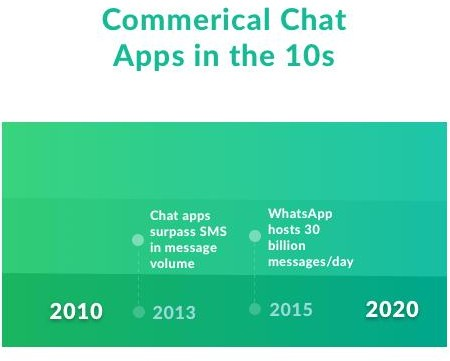 Commerical Chat
Apps in the 10s
Chat apps
surpass SMS
in message
volume
WhatsApp
hosts 30
billion
messages/day
2010
2013
2015
2020